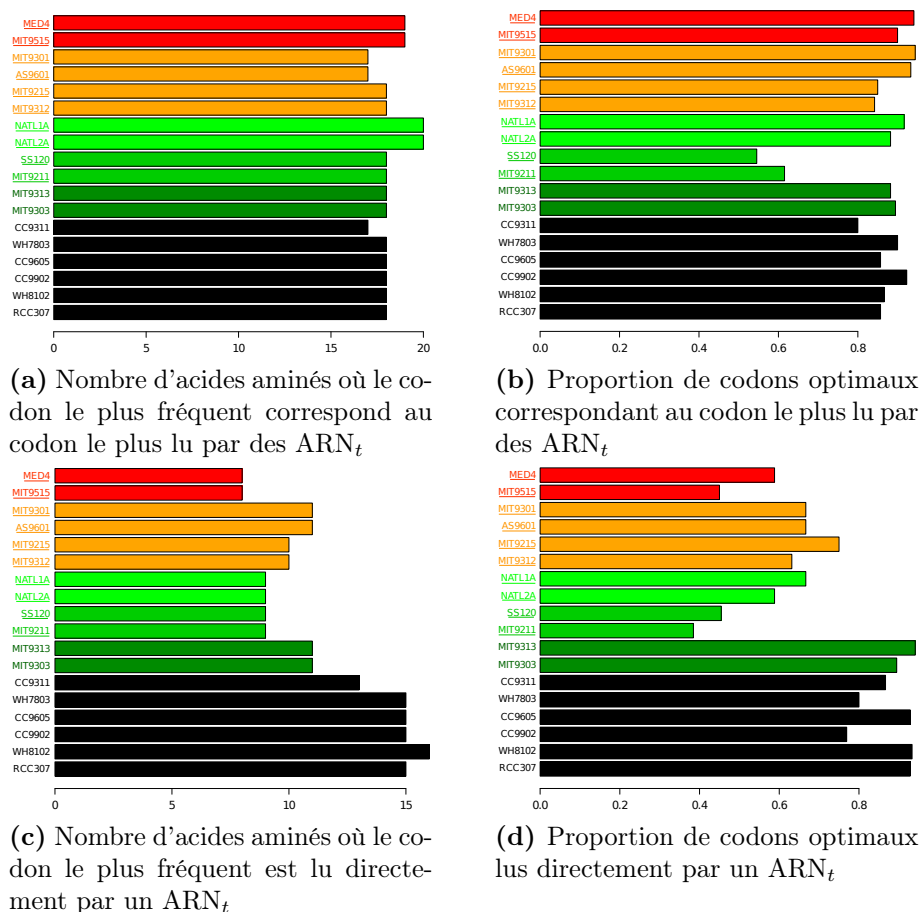 MED4
MIT9515
MIT9301
AS9601
MIT9215
MIT9312
NATL1A
NATL2A
SS120
MIT9211
MIT9313
MIT9303
CC9311
WH7803
CC9605
CC9902
WH8102
RCC307
0 5 10 15 20
(a) Nombre d'acides aminés où le co-
don le plus fréquent correspond au
codon le plus lu par des ARNt
MED4
MIT9515
MIT9301
AS9601
MIT9215
MIT9312
NATL1A
NATL2A
SS120
MIT9211
MIT9313
MIT9303
CC9311
WH7803
CC9605
CC9902
WH8102
RCC307
0.0 0.2 0.4 0.6 0.8
(b) Proportion de codons optimaux
correspondant au codon le plus lu par
des ARNt
MED4
MIT9515
MIT9301
AS9601
MIT9215
MIT9312
NATL1A
NATL2A
SS120
MIT9211
MIT9313
MIT9303
CC9311
WH7803
CC9605
CC9902
WH8102
RCC307
0 5 10 15
(c) Nombre d'acides aminés où le co-
don le plus fréquent est lu directe-
ment par un ARNt
MED4
MIT9515
MIT9301
AS9601
MIT9215
MIT9312
NATL1A
NATL2A
SS120
MIT9211
MIT9313
MIT9303
CC9311
WH7803
CC9605
CC9902
WH8102
RCC307
0.0 0.2 0.4 0.6 0.8
(d) Proportion de codons optimaux
lus directement par un ARNt